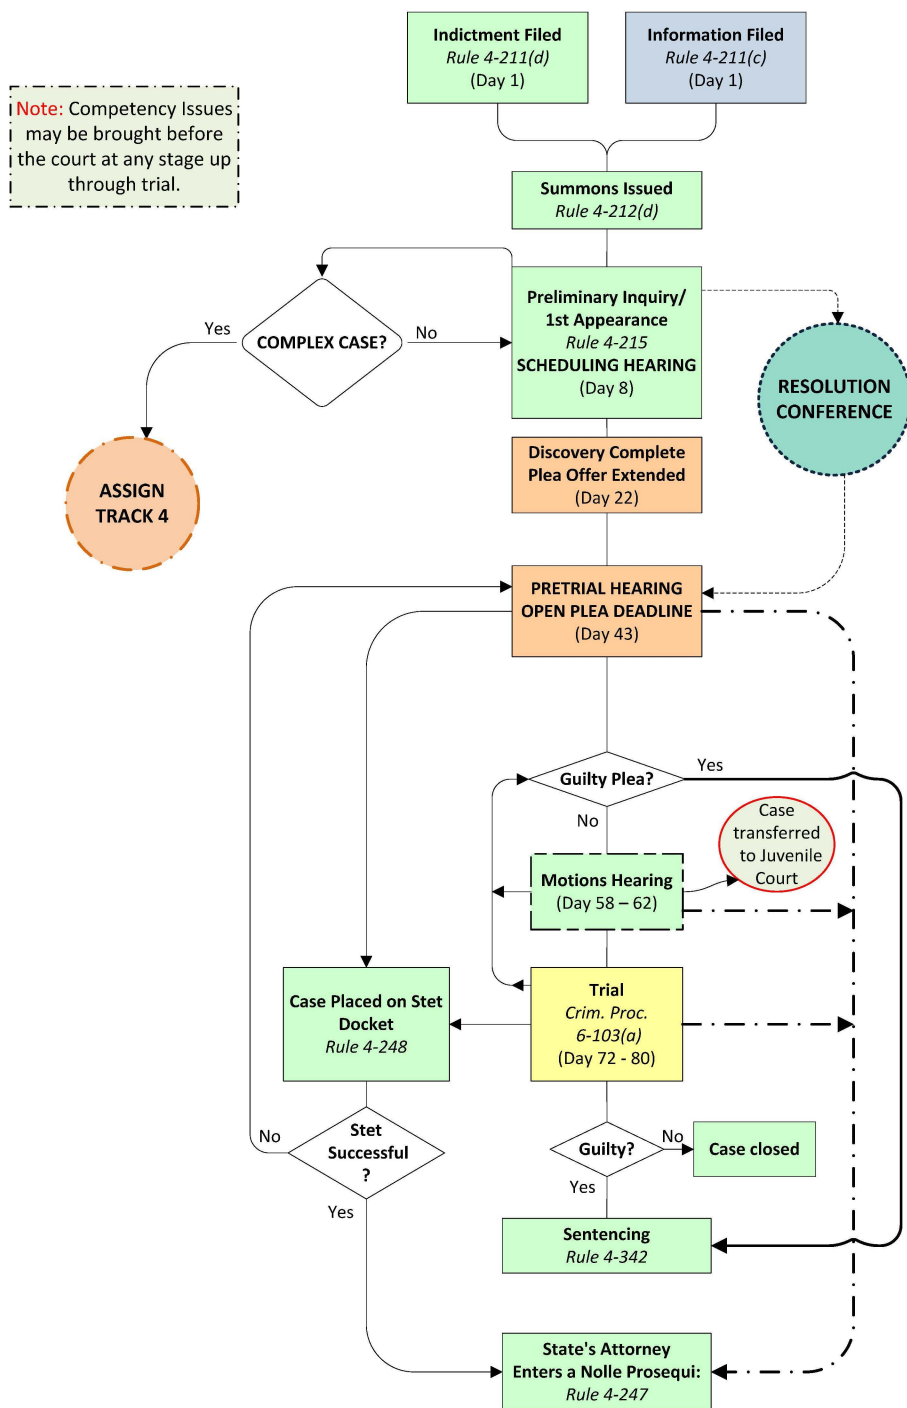 Indictment Filed
Rule 4-211(d)
(Day 1)
Information Filed
Rule 4-211(c)
(Day 1)
Note: Competency Issues
may be brought before
the court at any stage up
through trial.
Summons Issued
Rule 4-212(d)
Preliminary Inquiry/
1st Appearance
Rule 4-215
SCHEDULING HEARING
(Day 8)
COMPLEX CASE?
Yes
No
RESOLUTION
CONFERENCE
ASSIGN
TRACK 4
Discovery Complete
Plea Offer Extended
(Day 22)
PRETRIAL HEARING
OPEN PLEA DEADLINE
(Day 43)
Guilty Plea?
Yes
No
Case
transferred
to Juvenile
Court
Motions Hearing
(Day 58 – 62)
Case Placed on Stet
Docket
Rule 4-248
Trial
Crim. Proc.
6-103(a)
(Day 72 - 80)
No
Stet
Successful
?
Yes
Guilty?
No
Yes
Case closed
Sentencing
Rule 4-342
State's Attorney
Enters a Nolle Prosequi:
Rule 4-247